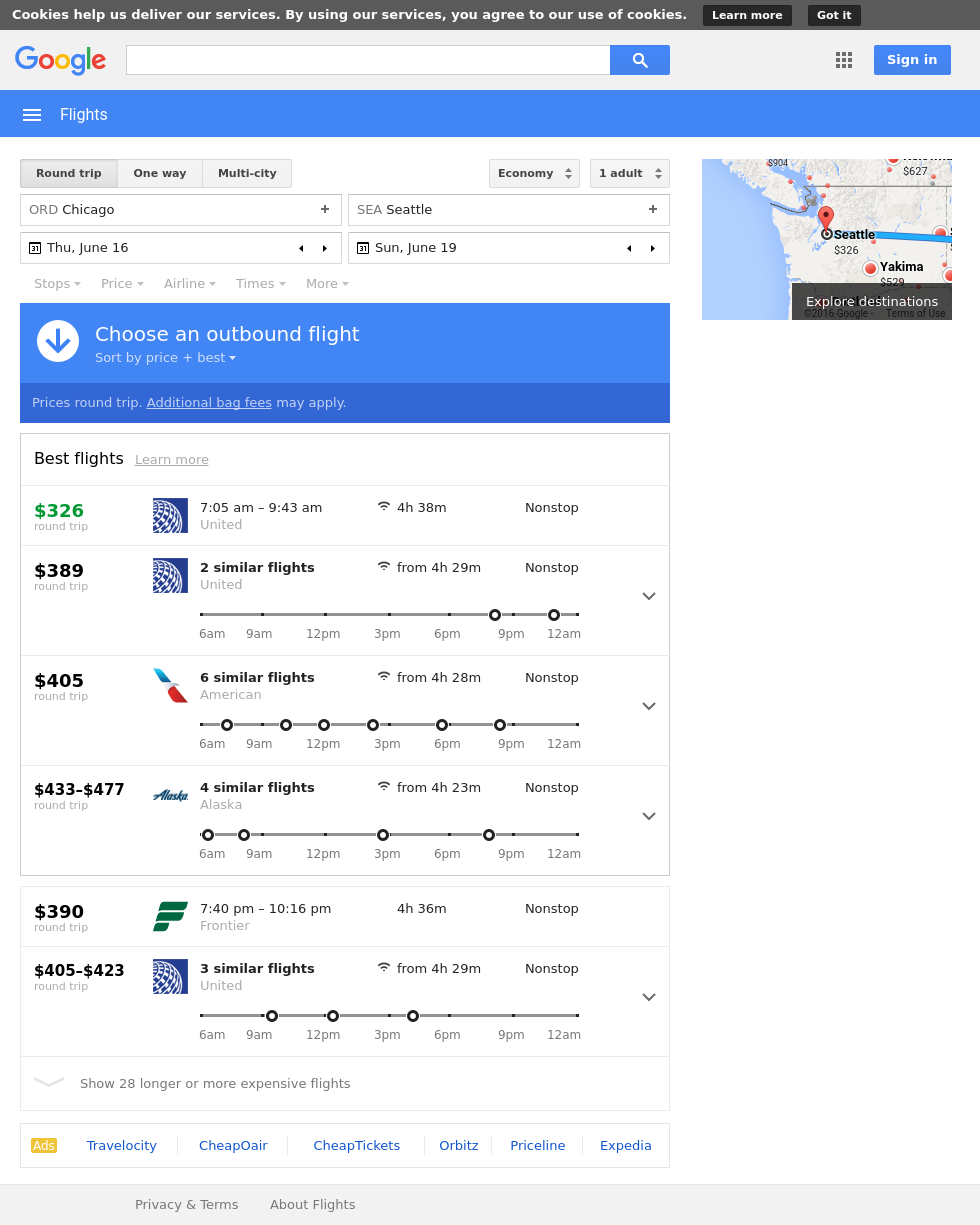 Cookies help us deliver our services. By using our services, you agree to our use of cookies. Learn more Got it
Google Sign in
Flights
Round trip One way Multi-city Economy 1 adult
ORD Chicago + SEA Seattle +
31 Thu, June 16 31 Sun, June 19
Stops Price Airline Times More
$904
$627
Seattle
$326
Yakima
$529
Explore destinations
©2016 Google - Terms of Use
Choose an outbound flight
Sort by price + best
Prices round trip. Additional bag fees may apply.
Best flights Learn more
$326 7:05 am – 9:43 am 4h 38m Nonstop
round trip United
$389 2 similar flights from 4h 29m Nonstop
round trip United
6am 9am 12pm 3pm 6pm 9pm 12am
$405 6 similar flights from 4h 28m Nonstop
round trip American
6am 9am 12pm 3pm 6pm 9pm 12am
$433–$477 Alaska 4 similar flights from 4h 23m Nonstop
round trip Alaska
6am 9am 12pm 3pm 6pm 9pm 12am
$390 7:40 pm – 10:16 pm 4h 36m Nonstop
round trip Frontier
$405–$423 3 similar flights from 4h 29m Nonstop
round trip United
6am 9am 12pm 3pm 6pm 9pm 12am
Show 28 longer or more expensive flights
Ads Travelocity CheapOair CheapTickets Orbitz Priceline Expedia
Privacy & Terms About Flights